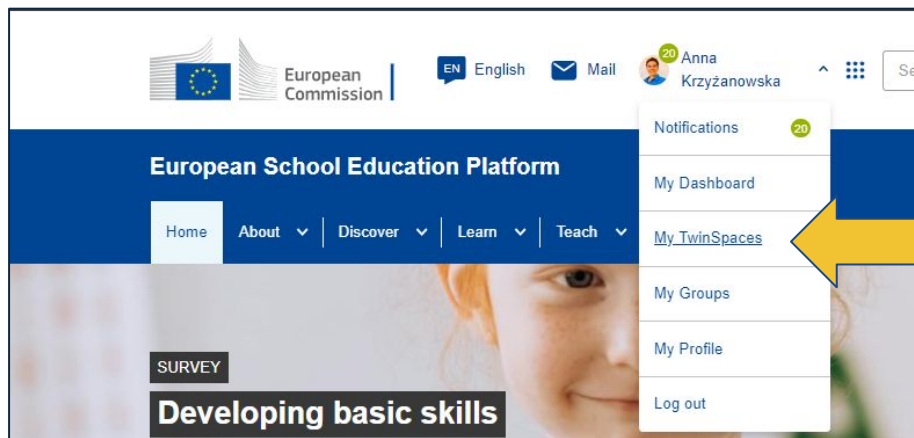 European
Commission
EN English
Mail
20
Anna
Krzyżanowska
Se
Notifications 20
My Dashboard
My TwinSpaces
My Groups
My Profile
Log out
European School Education Platform
Home About Discover Learn Teach
SURVEY
Developing basic skills